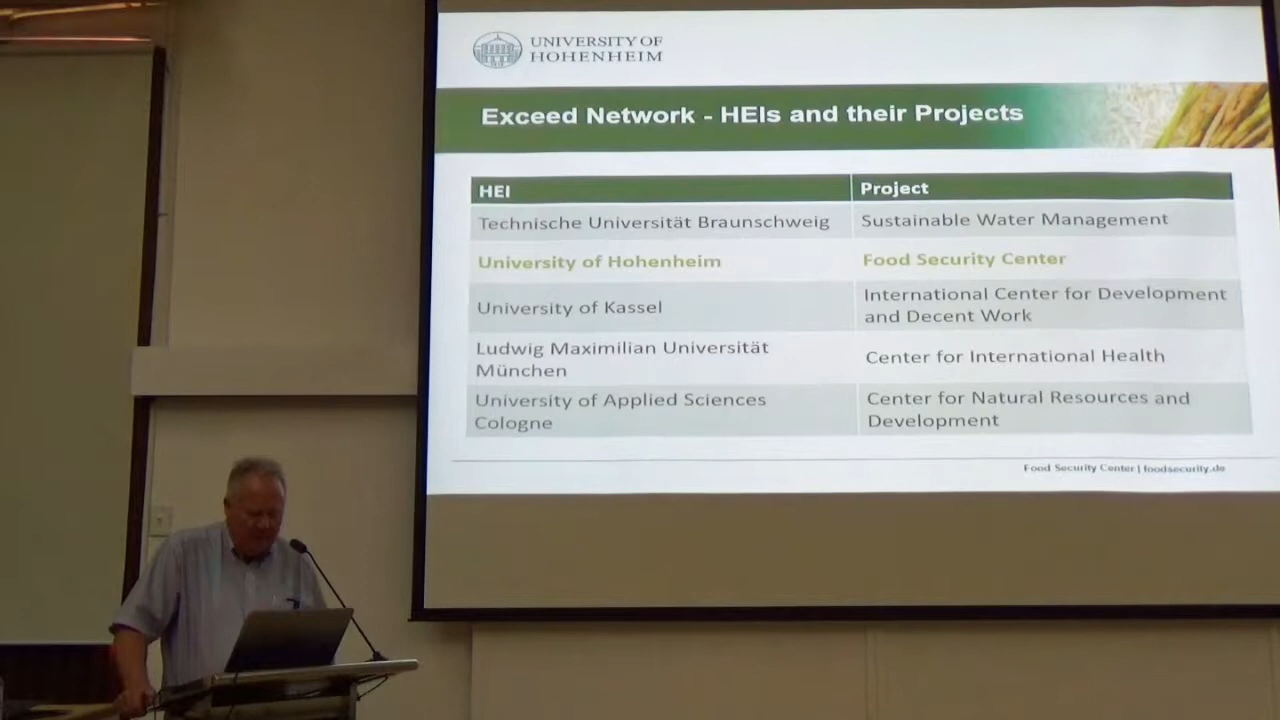 UNIVERSITY OF
HOHENHEIM
Exceed Network - HEIs and their Projects
HEI
Project
Technische Universität Braunschweig
Sustainable Water Management
University of Hohenheim
Food Security Center
University of Kassel
International Center for Development
and Decent Work
Ludwig Maximilian Universität
München
Center for International Health
University of Applied Sciences
Cologne
Center for Natural Resources and
Development
Food Security Center | foodsecurity.de